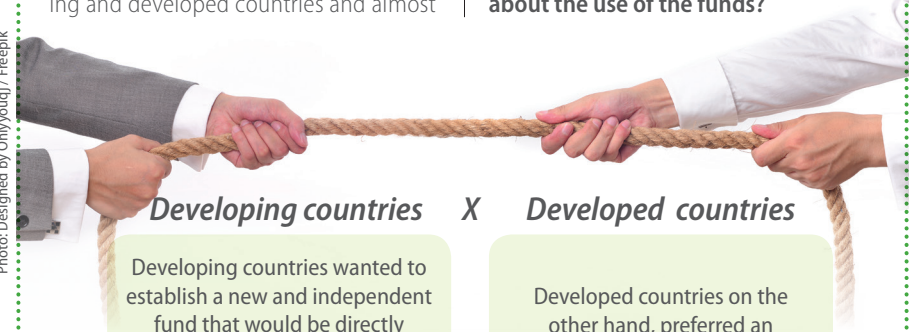 ing and developed countries and almost
about the use of the funds?
Photo: Designed by Onlyyouqj / Freepik
Developing countries X Developed countries
Developing countries wanted to
establish a new and independent
fund that would be directly
Developed countries on the
other hand, preferred an